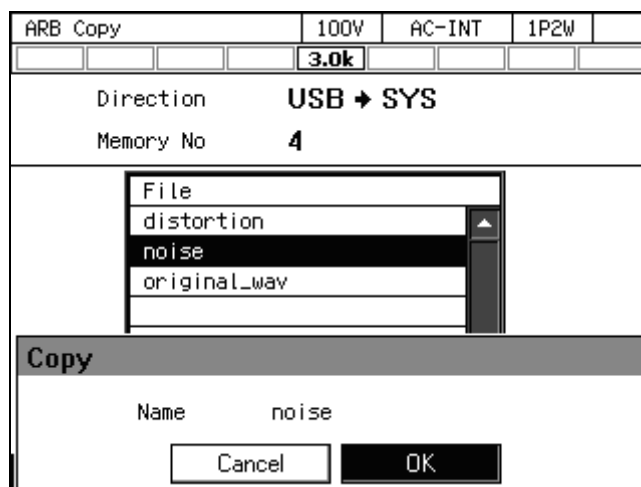 ARB Copy 100V AC-INT 1P2W
3.0k
Direction USB → SYS
Memory No 4
File
distortion
noise
original_wav
Copy
Name noise
Cancel OK